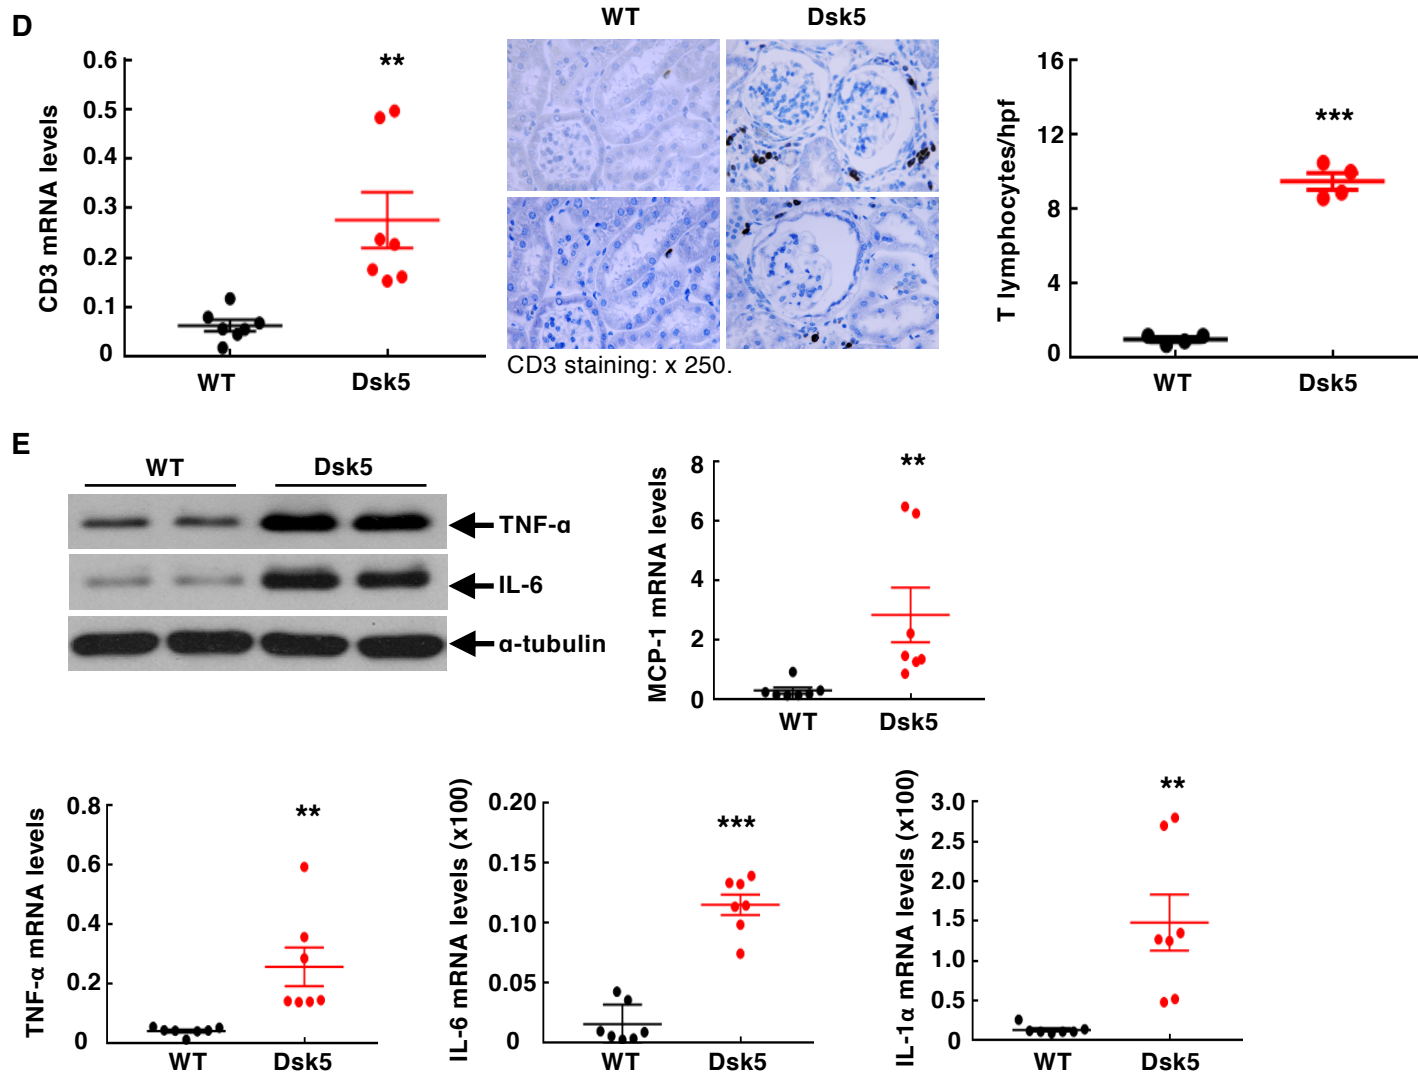 D
WT
Dsk5
0.6
0.5
0.4
0.3
0.2
0.1
0
CD3 mRNA levels
**
WT
Dsk5
CD3 staining: x 250.
16
12
8
4
0
T lymphocytes/hpf
***
WT
Dsk5
E
WT
Dsk5
TNF-α
IL-6
α-tubulin
8
6
4
2
0
MCP-1 mRNA levels
**
WT
Dsk5
0.8
0.6
0.4
0.2
0
TNF-α mRNA levels
**
WT
Dsk5
0.20
0.15
0.10
0.05
0
IL-6 mRNA levels (x100)
***
WT
Dsk5
3.0
2.5
2.0
1.5
1.0
0.5
0
IL-1α mRNA levels (x100)
**
WT
Dsk5